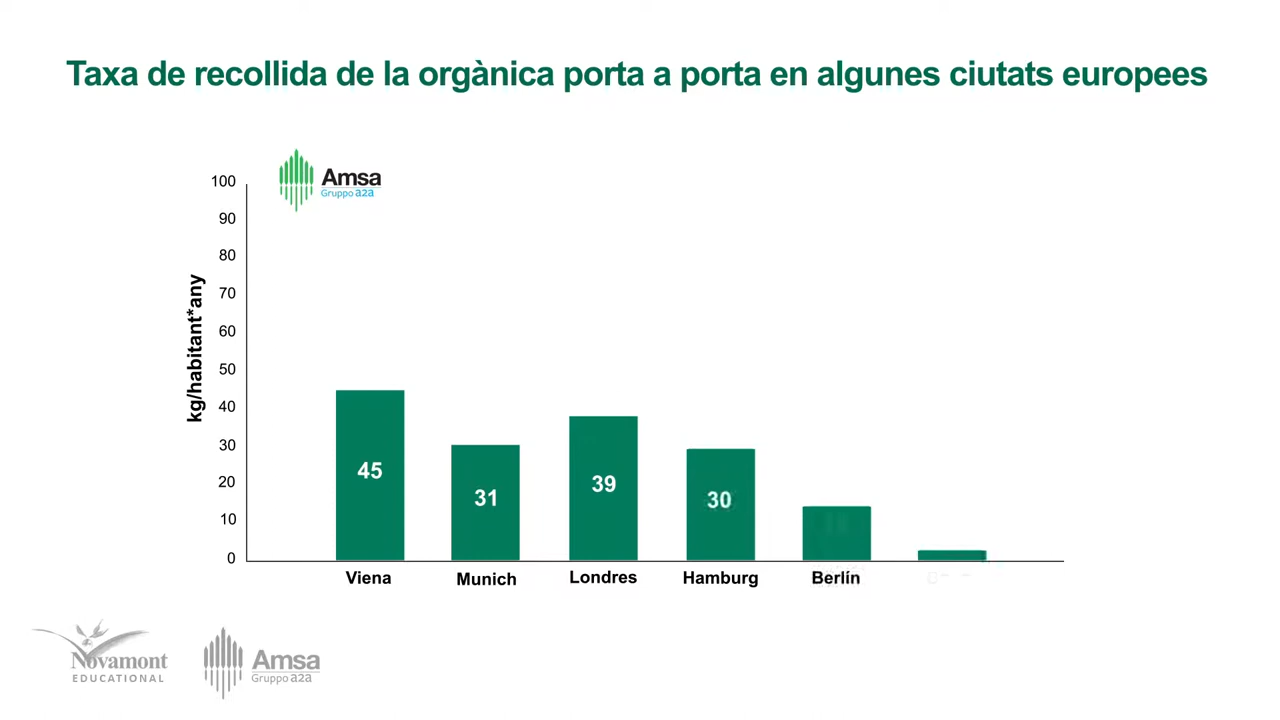 Taxa de recollida de la orgànica porta a porta en algunes ciutats europees
Amsa
Gruppo a2a
kg/habitant*any
100
90
80
70
60
50
40
30
20
10
0
45
31
39
30
Viena
Munich
Londres
Hamburg
Berlín
Novamont
EDUCATIONAL
Amsa
Gruppo a2a